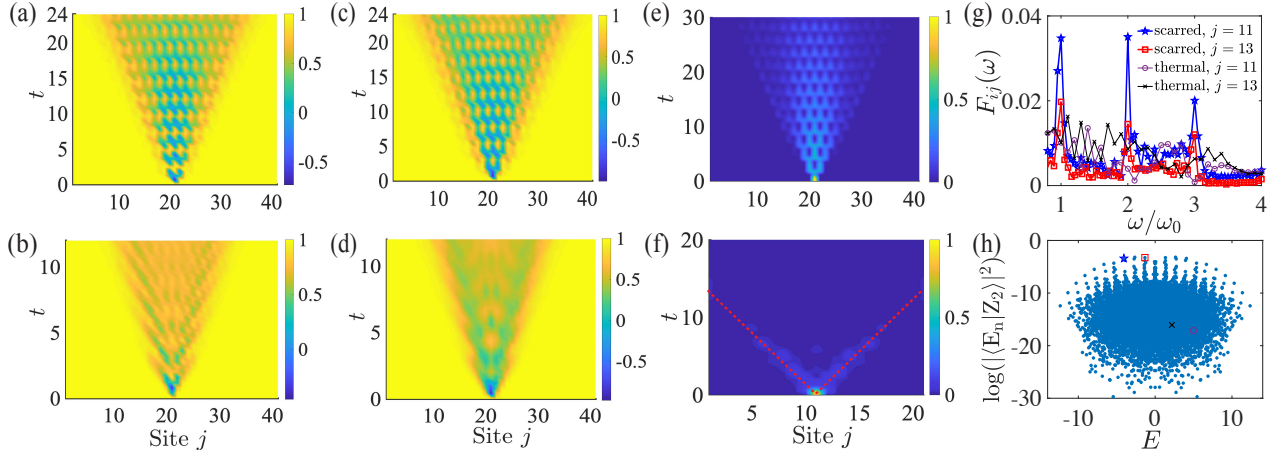 (a)
24
20
15
10
5
0
t
10 20 30 40
1
0.5
0
-0.5
(c)
24
20
15
10
5
0
t
10 20 30 40
1
0.5
0
-0.5
(e)
30
20
10
0
t
10 20 30 40
1
0.5
0
(g)
0.04
0.02
0
F_{ij}(ω)
scarred, j = 11
scarred, j = 13
thermal, j = 11
thermal, j = 13
1 2 3 4
ω/ω_0
(b)
10
5
0
t
10 20 30 40
Site j
1
0.5
0
(d)
10
5
0
t
10 20 30 40
Site j
1
0.5
0
-0.5
(f)
20
10
0
t
5 10 15 20
Site j
1
0.5
0
(h)
0
-10
-20
-30
log(|⟨E_n|Z_2⟩|^2)
-10 0 10
E